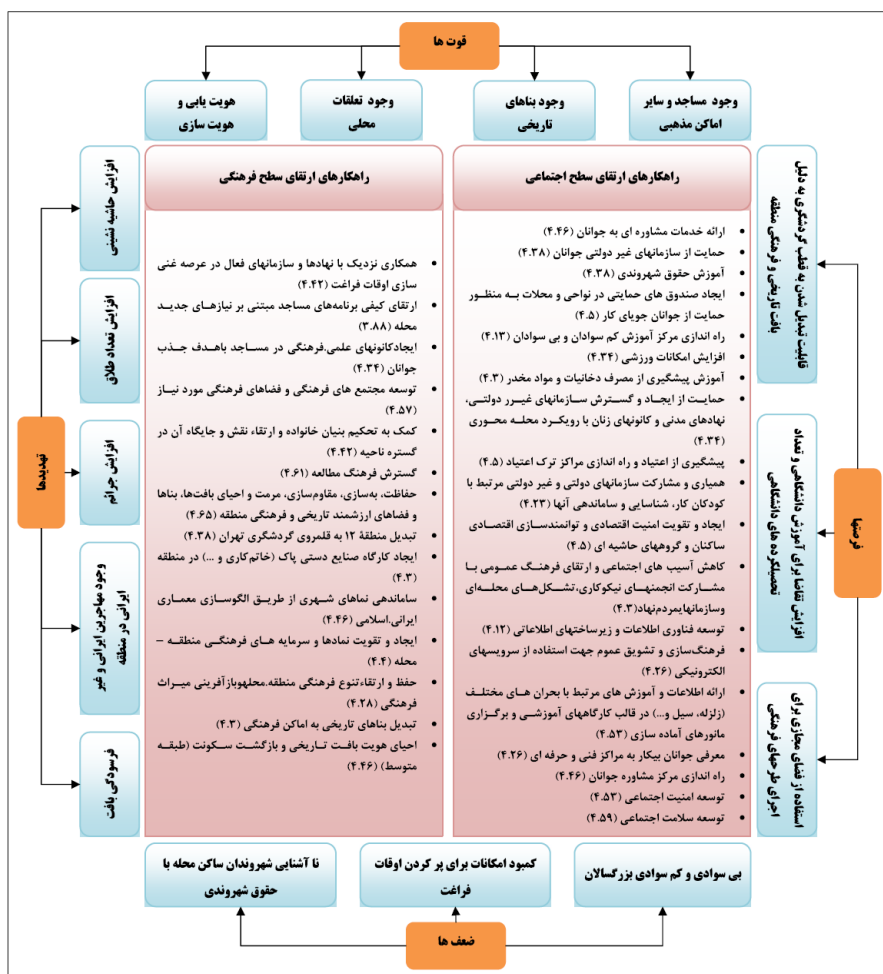 قوت ها
وجود مساجد و سایر
اماکن مذهبی
وجود بناهای
تاریخی
وجود تعلقات
محلی
هویت یابی و
هویت سازی
قابلیت تبدیل شدن به قطب گردشگری به دلیل
بافت تاریخی و فرهنگی منطقه
افزایش تقاضا برای آموزش دانشگاهی و تعداد
تحصیلکرده های دانشگاهی
استفاده از فضای مجازی برای
اجرای طرحهای فرهنگی
فرصتها
راهکارهای ارتقای سطح اجتماعی
• ارائه خدمات مشاوره ای به جوانان (۴.۴۶)
• حمایت از سازمانهای غیر دولتی جوانان (۴.۳۸)
• آموزش حقوق شهروندی (۴.۳۸)
• ایجاد صندوق های حمایتی در نواحی و محلات به منظور
حمایت از جوانان جویای کار (۴.۵)
• راه اندازی مرکز آموزش کم سوادان و بی سوادان (۴.۱۳)
• افزایش امکانات ورزشی (۴.۳۴)
• آموزش پیشگیری از مصرف دخانیات و مواد مخدر (۴.۳)
• حمایت از ایجاد و گسترش سازمانهای غیرر دولتی،
نهادهای مدنی و کانونهای زنان با رویکرد محله محوری
(۴.۳۴)
• پیشگیری از اعتیاد و راه اندازی مراکز ترک اعتیاد (۴.۵)
• همیاری و مشارکت سازمانهای دولتی و غیر دولتی مرتبط با
کودکان کار، شناسایی و ساماندهی آنها (۴.۲۳)
• ایجاد و تقویت امنیت اقتصادی و توانمندسازی اقتصادی
ساکنان و گروههای حاشیه ای (۴.۵)
• کاهش آسیب های اجتماعی و ارتقای فرهنگ عمومی با
مشارکت انجمنهای نیکوکاری،تشکل‌های محله‌ای
وسازمانهایمردم‌نهاد(۴.۳)
• توسعه فناوری اطلاعات و زیرساختهای اطلاعاتی (۴.۱۲)
• فرهنگ‌سازی و تشویق عموم جهت استفاده از سرویسهای
الکترونیکی (۴.۲۶)
• ارائه اطلاعات و آموزش های مرتبط با بحران های مختلف
(زلزله، سیل و...) در قالب کارگاههای آموزشی و برگزاری
مانورهای آماده سازی (۴.۵۳)
• معرفی جوانان بیکار به مراکز فنی و حرفه ای (۴.۲۶)
• راه اندازی مرکز مشاوره جوانان (۴.۴۶)
• توسعه امنیت اجتماعی (۴.۵۳)
• توسعه سلامت اجتماعی (۴.۵۹)
راهکارهای ارتقای سطح فرهنگی
• همکاری نزدیک با نهادها و سازمانهای فعال در عرصه غنی
سازی اوقات فراغت (۴.۴۲)
• ارتقای کیفی برنامه‌های مساجد مبتنی بر نیازهای جدید
محله (۳.۸۸)
• ایجادکانونهای علمی.فرهنگی در مساجد باهدف جذب
جوانان (۴.۳۴)
• توسعه مجتمع های فرهنگی و فضاهای فرهنگی مورد نیاز
(۴.۵۷)
• کمک به تحکیم بنیان خانواده و ارتقاء نقش و جایگاه آن در
گستره ناحیه (۴.۴۲)
• گسترش فرهنگ مطالعه (۴.۶۱)
• حفاظت، به‌سازی، مقاوم‌سازی، مرمت و احیای بافت‌ها، بناها
و فضاهای ارزشمند تاریخی و فرهنگی منطقه (۴.۶۵)
• تبدیل منطقهٔ ۱۲ به قلمروی گردشگری تهران (۴.۳۸)
• ایجاد کارگاه صنایع دستی پاک (خاتم‌کاری و ...) در منطقه
(۴.۳)
• ساماندهی نماهای شهری از طریق الگوسازی معماری
ایرانی.اسلامی (۴.۴۶)
• ایجاد و تقویت نمادها و سرمایه های فرهنگی منطقه –
محله (۴.۴)
• حفظ و ارتقاءتنوع فرهنگی منطقه.محلهوبازآفرینی میراث
فرهنگی (۴.۲۸)
• تبدیل بناهای تاریخی به اماکن فرهنگی (۴.۳)
• احیای هویت بافت تاریخی و بازگشت سکونت (طبقه
متوسط) (۴.۴۶)
افزایش حاشیه نشینی
افزایش تعداد طلاق
افزایش جرائم
وجود مهاجرین ایرانی و غیر
ایرانی در منطقه
فرسودگی بافت
تهدیدها
بی سوادی و کم سوادی بزرگسالان
کمبود امکانات برای پر کردن اوقات
فراغت
نا آشنایی شهروندان ساکن محله با
حقوق شهروندی
ضعف ها